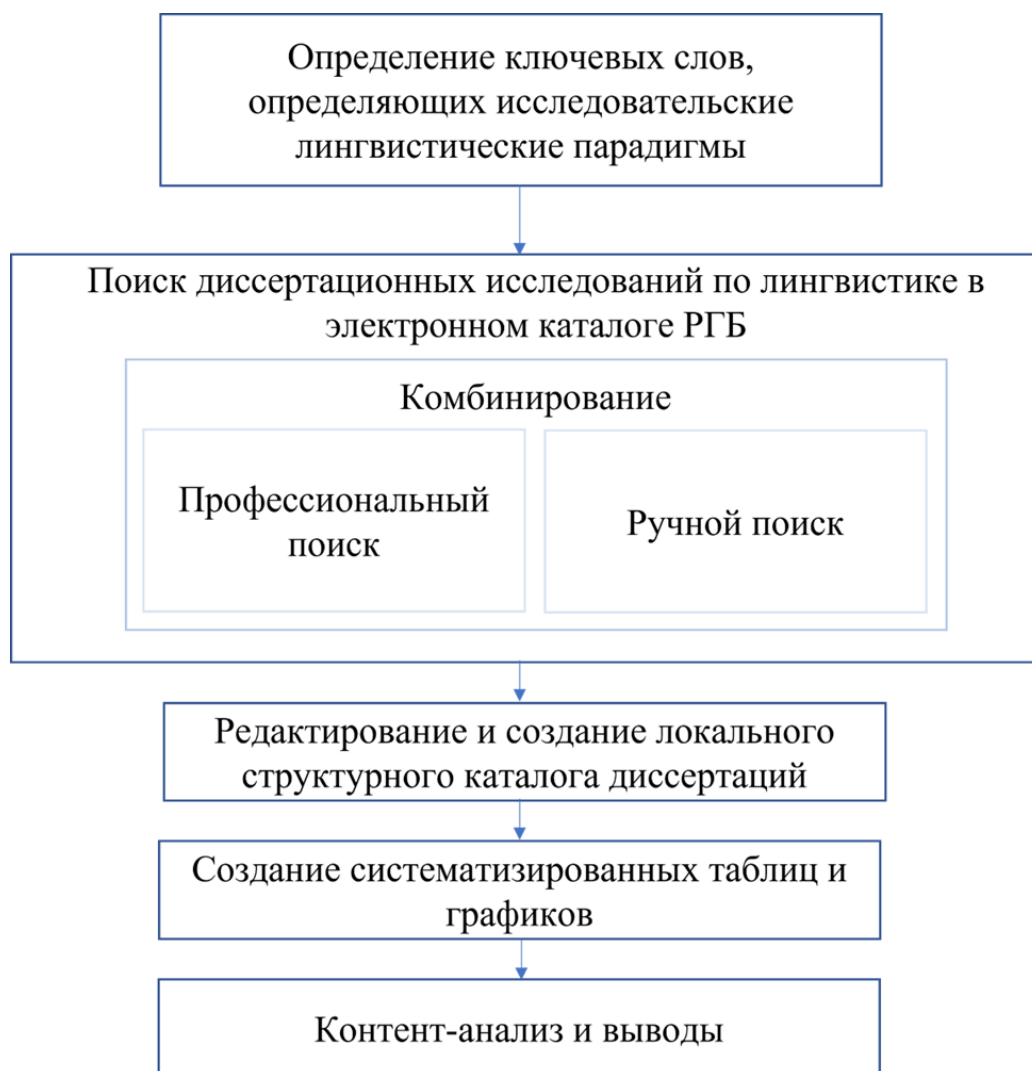 Определение ключевых слов,
определяющих исследовательские
лингвистические парадигмы
Поиск диссертационных исследований по лингвистике в
электронном каталоге РГБ
Комбинирование
Профессиональный
поиск
Ручной поиск
Редактирование и создание локального
структурного каталога диссертаций
Создание систематизированных таблиц и
графиков
Контент-анализ и выводы